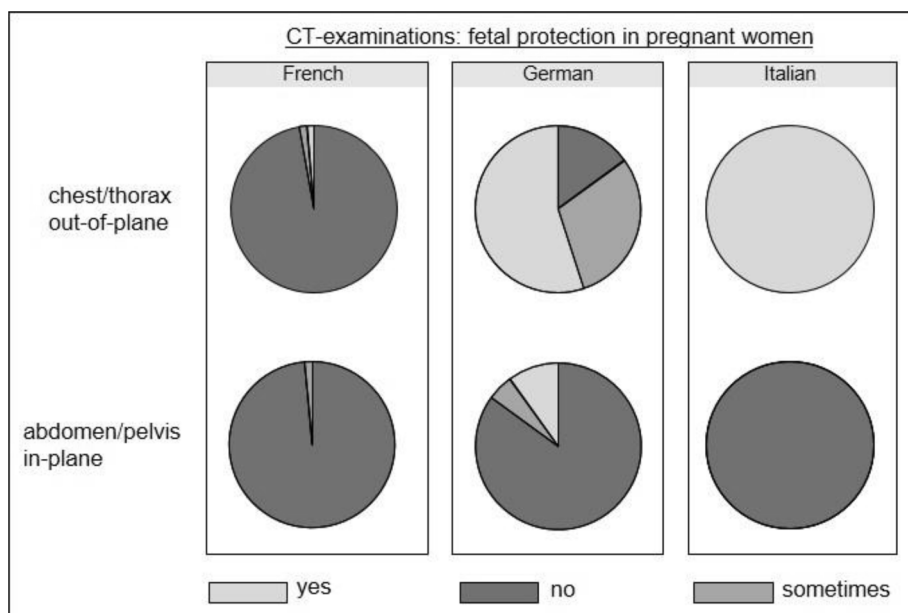 CT-examinations: fetal protection in pregnant women
French
German
Italian
chest/thorax
out-of-plane
abdomen/pelvis
in-plane
yes
no
sometimes